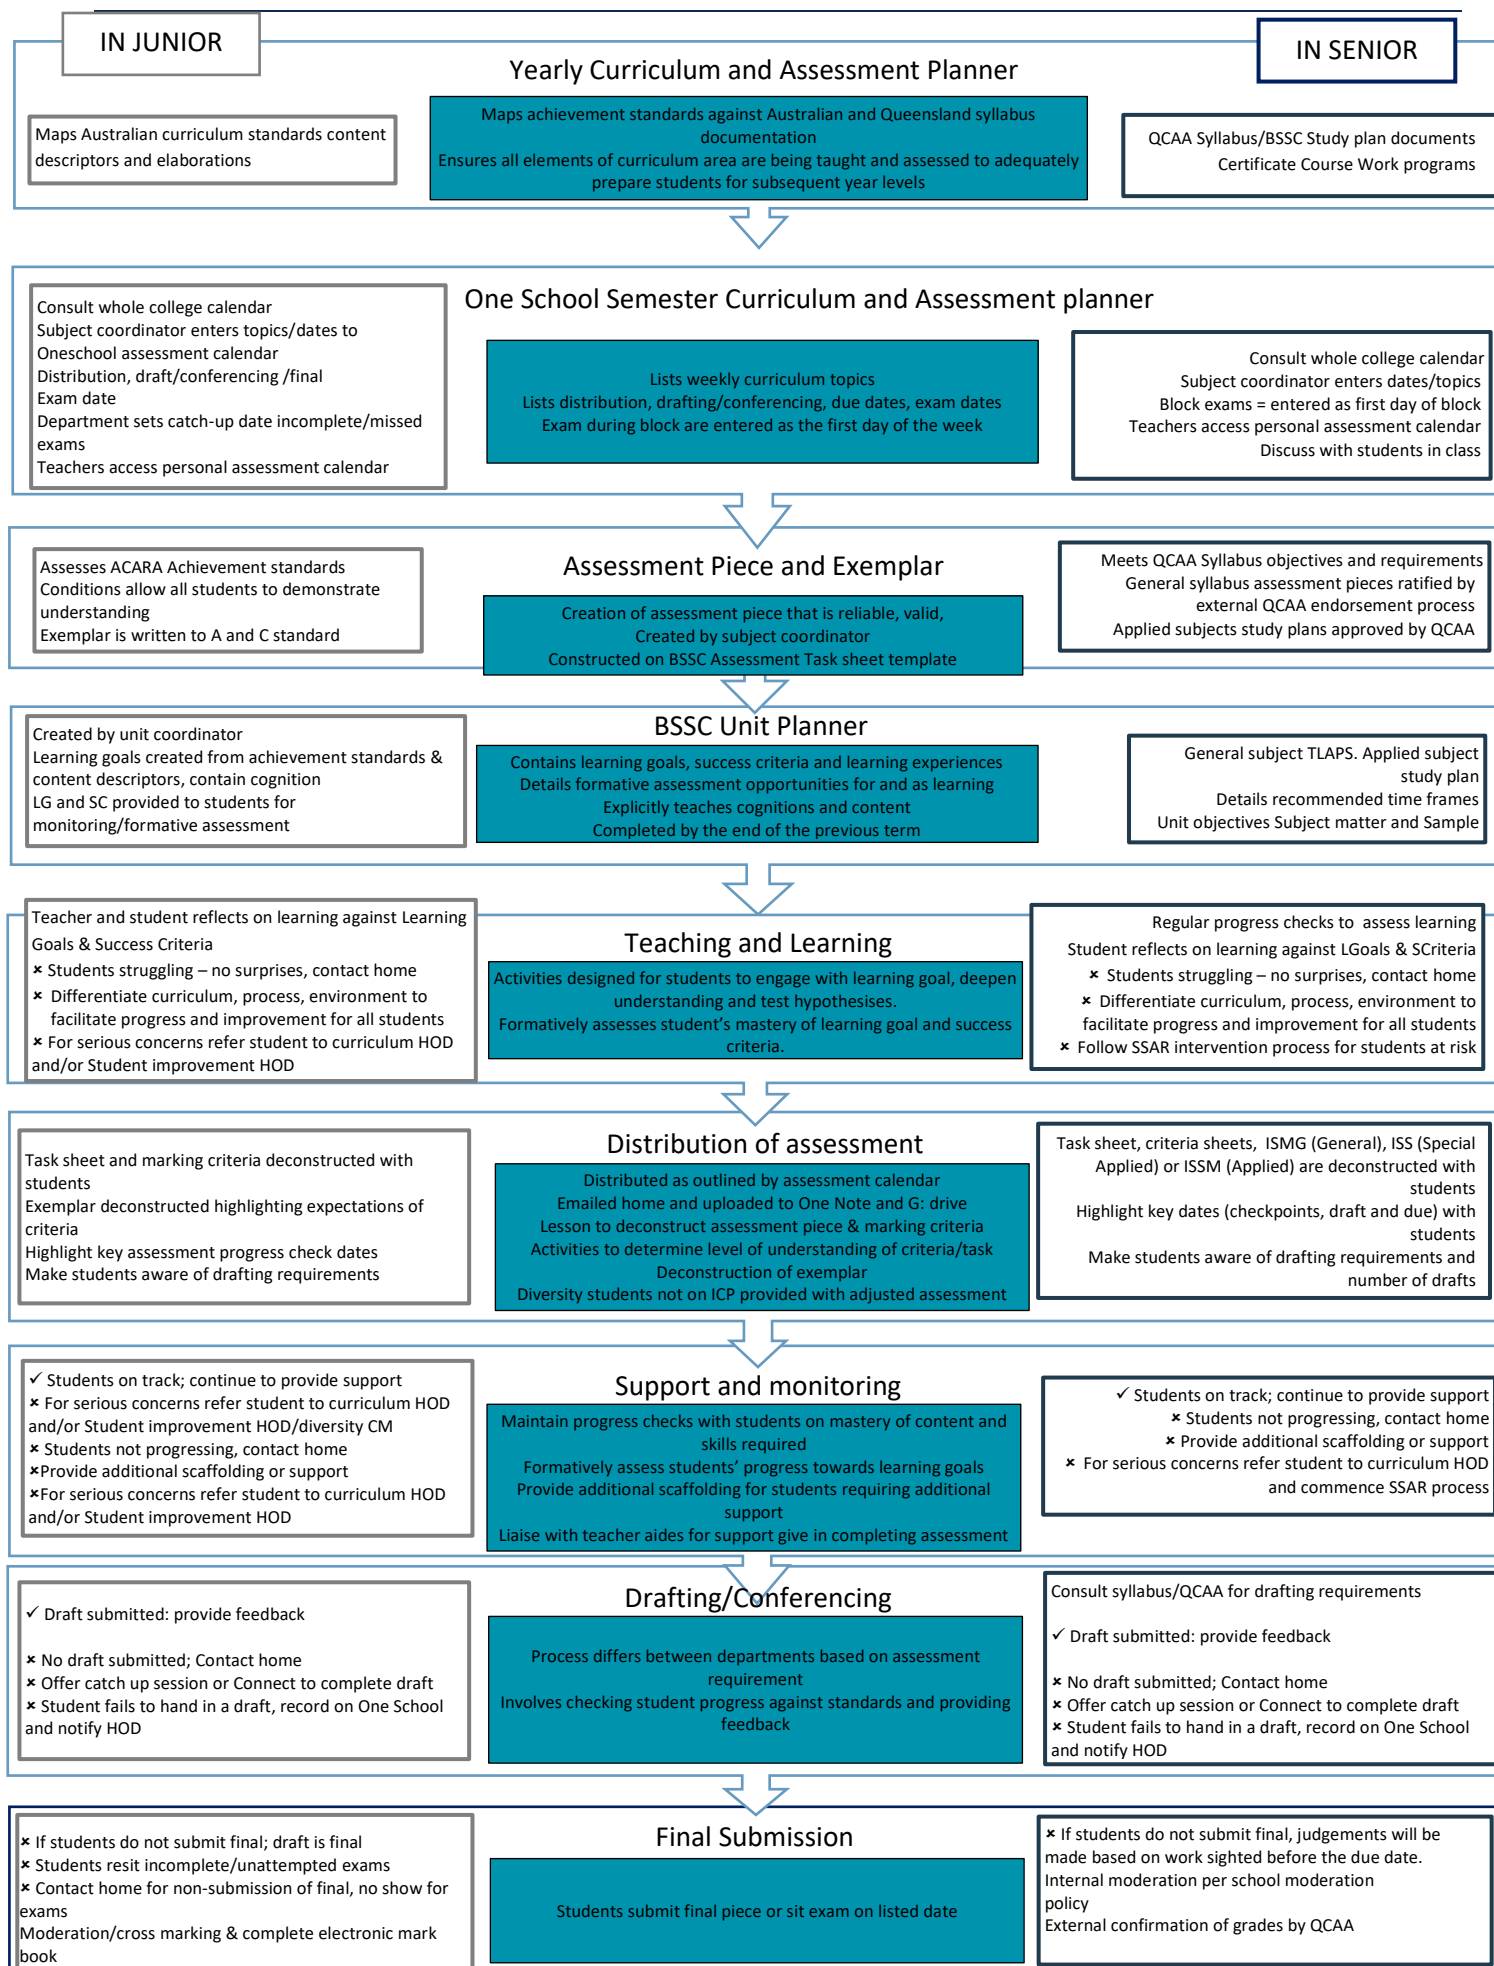 IN JUNIOR
IN SENIOR
Yearly Curriculum and Assessment Planner
Maps Australian curriculum standards content
descriptors and elaborations
Maps achievement standards against Australian and Queensland syllabus
documentation
Ensures all elements of curriculum area are being taught and assessed to adequately
prepare students for subsequent year levels
QCAA Syllabus/BSSC Study plan documents
Certificate Course Work programs
One School Semester Curriculum and Assessment planner
Consult whole college calendar
Subject coordinator enters topics/dates to
Oneschool assessment calendar
Distribution, draft/conferencing /final
Exam date
Department sets catch-up date incomplete/missed
exams
Teachers access personal assessment calendar
Lists weekly curriculum topics
Lists distribution, drafting/conferencing, due dates, exam dates
Exam during block are entered as the first day of the week
Consult whole college calendar
Subject coordinator enters dates/topics
Block exams = entered as first day of block
Teachers access personal assessment calendar
Discuss with students in class
Assessment Piece and Exemplar
Assesses ACARA Achievement standards
Conditions allow all students to demonstrate
understanding
Exemplar is written to A and C standard
Creation of assessment piece that is reliable, valid,
Created by subject coordinator
Constructed on BSSC Assessment Task sheet template
Meets QCAA Syllabus objectives and requirements
General syllabus assessment pieces ratified by
external QCAA endorsement process
Applied subjects study plans approved by QCAA
BSSC Unit Planner
Created by unit coordinator
Learning goals created from achievement standards &
content descriptors, contain cognition
LG and SC provided to students for
monitoring/formative assessment
Contains learning goals, success criteria and learning experiences
Details formative assessment opportunities for and as learning
Explicitly teaches cognitions and content
Completed by the end of the previous term
General subject TLAPS. Applied subject
study plan
Details recommended time frames
Unit objectives Subject matter and Sample
Teaching and Learning
Teacher and student reflects on learning against Learning
Goals & Success Criteria
× Students struggling – no surprises, contact home
× Differentiate curriculum, process, environment to
facilitate progress and improvement for all students
× For serious concerns refer student to curriculum HOD
and/or Student improvement HOD
Activities designed for students to engage with learning goal, deepen
understanding and test hypothesises.
Formatively assesses student's mastery of learning goal and success
criteria.
Regular progress checks to assess learning
Student reflects on learning against LGoals & SCriteria
× Students struggling – no surprises, contact home
× Differentiate curriculum, process, environment to
facilitate progress and improvement for all students
× Follow SSAR intervention process for students at risk
Distribution of assessment
Task sheet and marking criteria deconstructed with
students
Exemplar deconstructed highlighting expectations of
criteria
Highlight key assessment progress check dates
Make students aware of drafting requirements
Distributed as outlined by assessment calendar
Emailed home and uploaded to One Note and G: drive
Lesson to deconstruct assessment piece & marking criteria
Activities to determine level of understanding of criteria/task
Deconstruction of exemplar
Diversity students not on ICP provided with adjusted assessment
Task sheet, criteria sheets, ISMG (General), ISS (Special
Applied) or ISSM (Applied) are deconstructed with
students
Highlight key dates (checkpoints, draft and due) with
students
Make students aware of drafting requirements and
number of drafts
Support and monitoring
✓ Students on track; continue to provide support
× For serious concerns refer student to curriculum HOD
and/or Student improvement HOD/diversity CM
× Students not progressing, contact home
×Provide additional scaffolding or support
×For serious concerns refer student to curriculum HOD
and/or Student improvement HOD
Maintain progress checks with students on mastery of content and
skills required
Formatively assess students' progress towards learning goals
Provide additional scaffolding for students requiring additional
support
Liaise with teacher aides for support give in completing assessment
✓ Students on track; continue to provide support
× Students not progressing, contact home
× Provide additional scaffolding or support
× For serious concerns refer student to curriculum HOD
and commence SSAR process
Drafting/Conferencing
✓ Draft submitted: provide feedback
× No draft submitted; Contact home
× Offer catch up session or Connect to complete draft
× Student fails to hand in a draft, record on One School
and notify HOD
Process differs between departments based on assessment
requirement
Involves checking student progress against standards and providing
feedback
Consult syllabus/QCAA for drafting requirements
✓ Draft submitted: provide feedback
× No draft submitted; Contact home
× Offer catch up session or Connect to complete draft
× Student fails to hand in a draft, record on One School
and notify HOD
Final Submission
× If students do not submit final; draft is final
× Students resit incomplete/unattempted exams
× Contact home for non-submission of final, no show for
exams
Moderation/cross marking & complete electronic mark
book
Students submit final piece or sit exam on listed date
× If students do not submit final, judgements will be
made based on work sighted before the due date.
Internal moderation per school moderation
policy
External confirmation of grades by QCAA